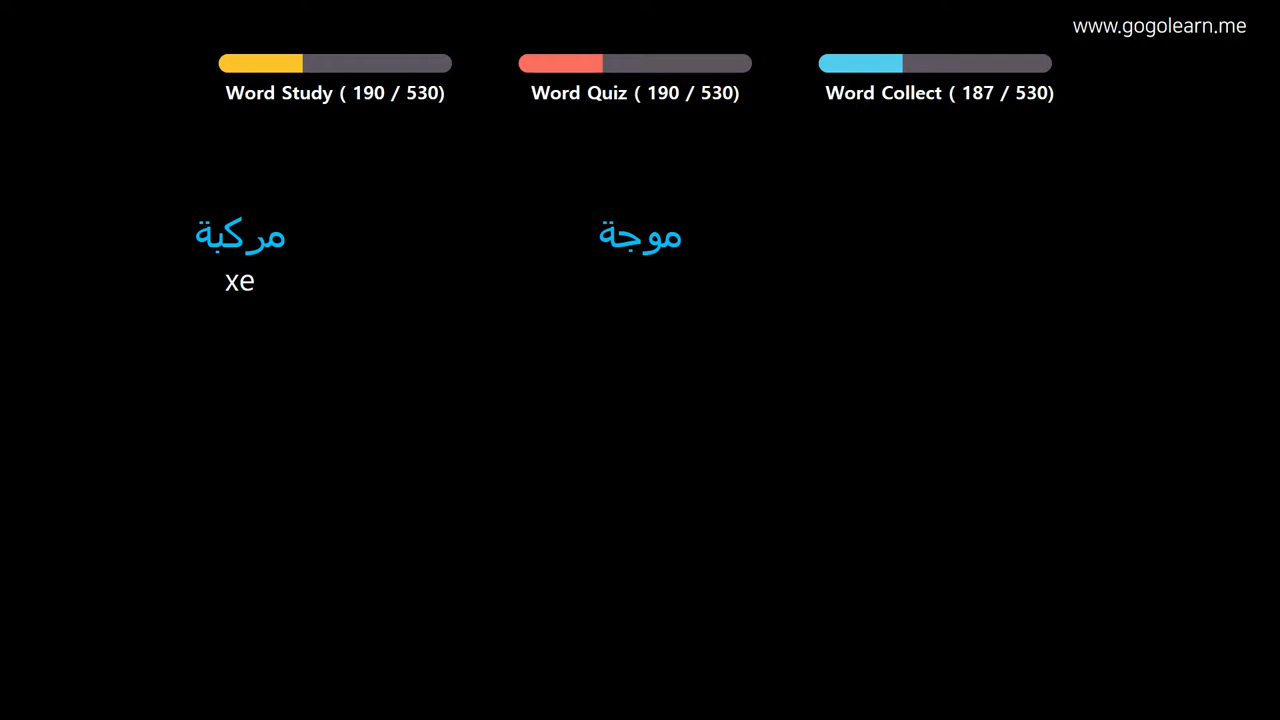 www.gogolearn.me
Word Study ( 190 / 530)
Word Quiz ( 190 / 530)
Word Collect ( 187 / 530)
مركبة
xe
موجة